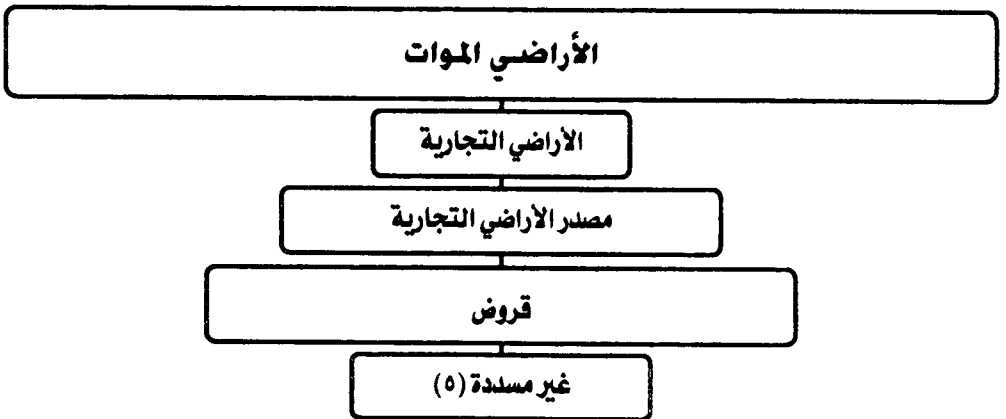 الأراضي الموات
الأراضي التجارية
مصدر الأراضي التجارية
قروض
غير مسددة (٥)